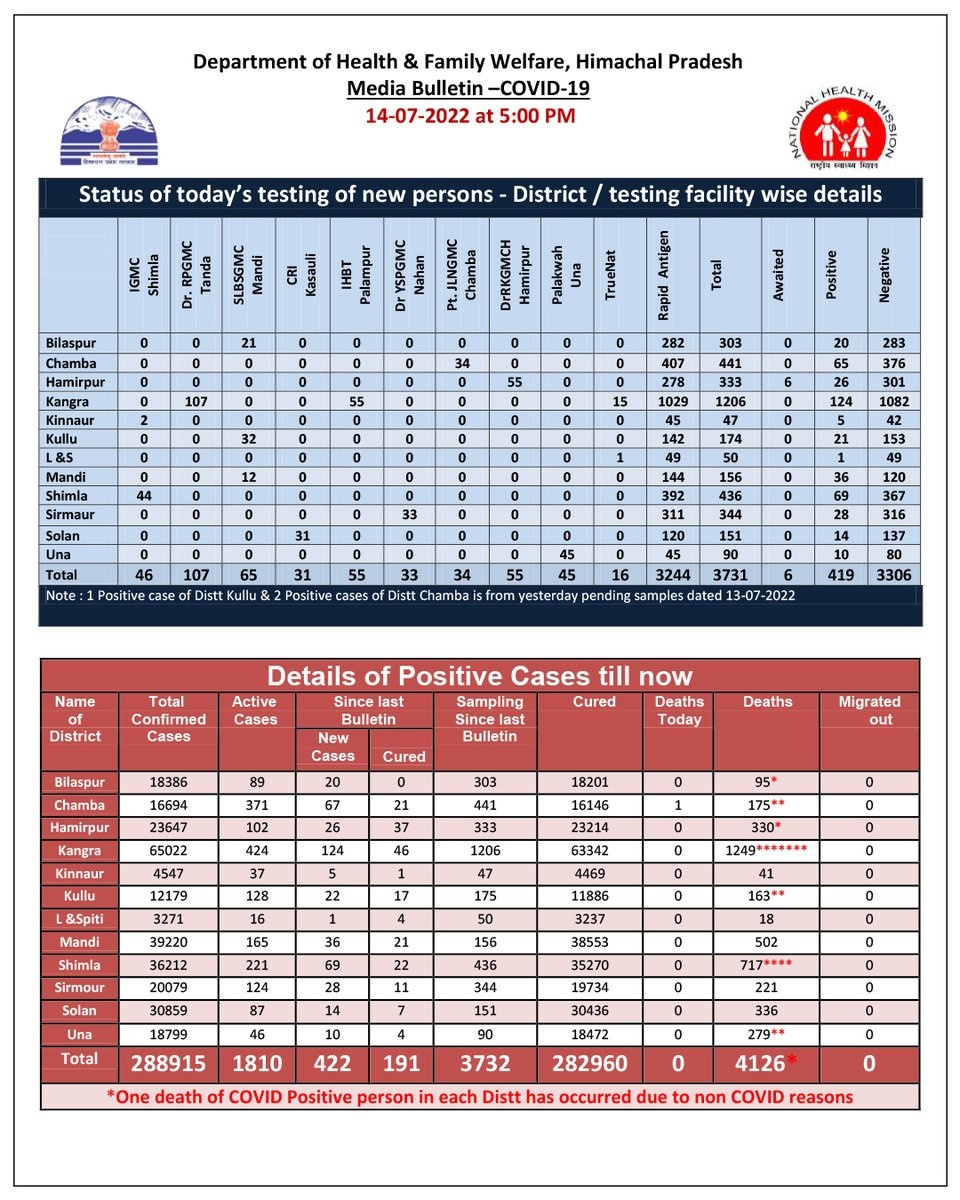 Department of Health & Family Welfare, Himachal Pradesh
Media Bulletin –COVID-19
14-07-2022 at 5:00 PM
NATIONAL HEALTH MISSION
राष्ट्रीय स्वास्थ्य मिशन
Status of today's testing of new persons - District / testing facility wise details
IGMC Shimla Dr. RPGMC Tanda SLBSGMC Mandi CRI Kasauli IHBT Palampur Dr YSPGMC Nahan Pt. JLNGMC Chamba DrRKGMCH Hamirpur Palakwah Una TrueNat Rapid Antigen Total Awaited Positive Negative
Bilaspur 0 0 21 0 0 0 0 0 0 0 282 303 0 20 283
Chamba 0 0 0 0 0 0 34 0 0 0 407 441 0 65 376
Hamirpur 0 0 0 0 0 0 0 55 0 0 278 333 6 26 301
Kangra 0 107 0 0 55 0 0 0 0 15 1029 1206 0 124 1082
Kinnaur 2 0 0 0 0 0 0 0 0 0 45 47 0 5 42
Kullu 0 0 32 0 0 0 0 0 0 0 142 174 0 21 153
L &S 0 0 0 0 0 0 0 0 0 1 49 50 0 1 49
Mandi 0 0 12 0 0 0 0 0 0 0 144 156 0 36 120
Shimla 44 0 0 0 0 0 0 0 0 0 392 436 0 69 367
Sirmaur 0 0 0 0 0 33 0 0 0 0 311 344 0 28 316
Solan 0 0 0 31 0 0 0 0 0 0 120 151 0 14 137
Una 0 0 0 0 0 0 0 0 45 0 45 90 0 10 80
Total 46 107 65 31 55 33 34 55 45 16 3244 3731 6 419 3306
Note : 1 Positive case of Distt Kullu & 2 Positive cases of Distt Chamba is from yesterday pending samples dated 13-07-2022
Details of Positive Cases till now
Name of District Total Confirmed Cases Active Cases Since last Bulletin Sampling Since last Bulletin Cured Deaths Today Deaths Migrated out
New Cases Cured
Bilaspur 18386 89 20 0 303 18201 0 95* 0
Chamba 16694 371 67 21 441 16146 1 175** 0
Hamirpur 23647 102 26 37 333 23214 0 330* 0
Kangra 65022 424 124 46 1206 63342 0 1249******* 0
Kinnaur 4547 37 5 1 47 4469 0 41 0
Kullu 12179 128 22 17 175 11886 0 163** 0
L &Spiti 3271 16 1 4 50 3237 0 18 0
Mandi 39220 165 36 21 156 38553 0 502 0
Shimla 36212 221 69 22 436 35270 0 717**** 0
Sirmour 20079 124 28 11 344 19734 0 221 0
Solan 30859 87 14 7 151 30436 0 336 0
Una 18799 46 10 4 90 18472 0 279** 0
Total 288915 1810 422 191 3732 282960 0 4126* 0
*One death of COVID Positive person in each Distt has occurred due to non COVID reasons